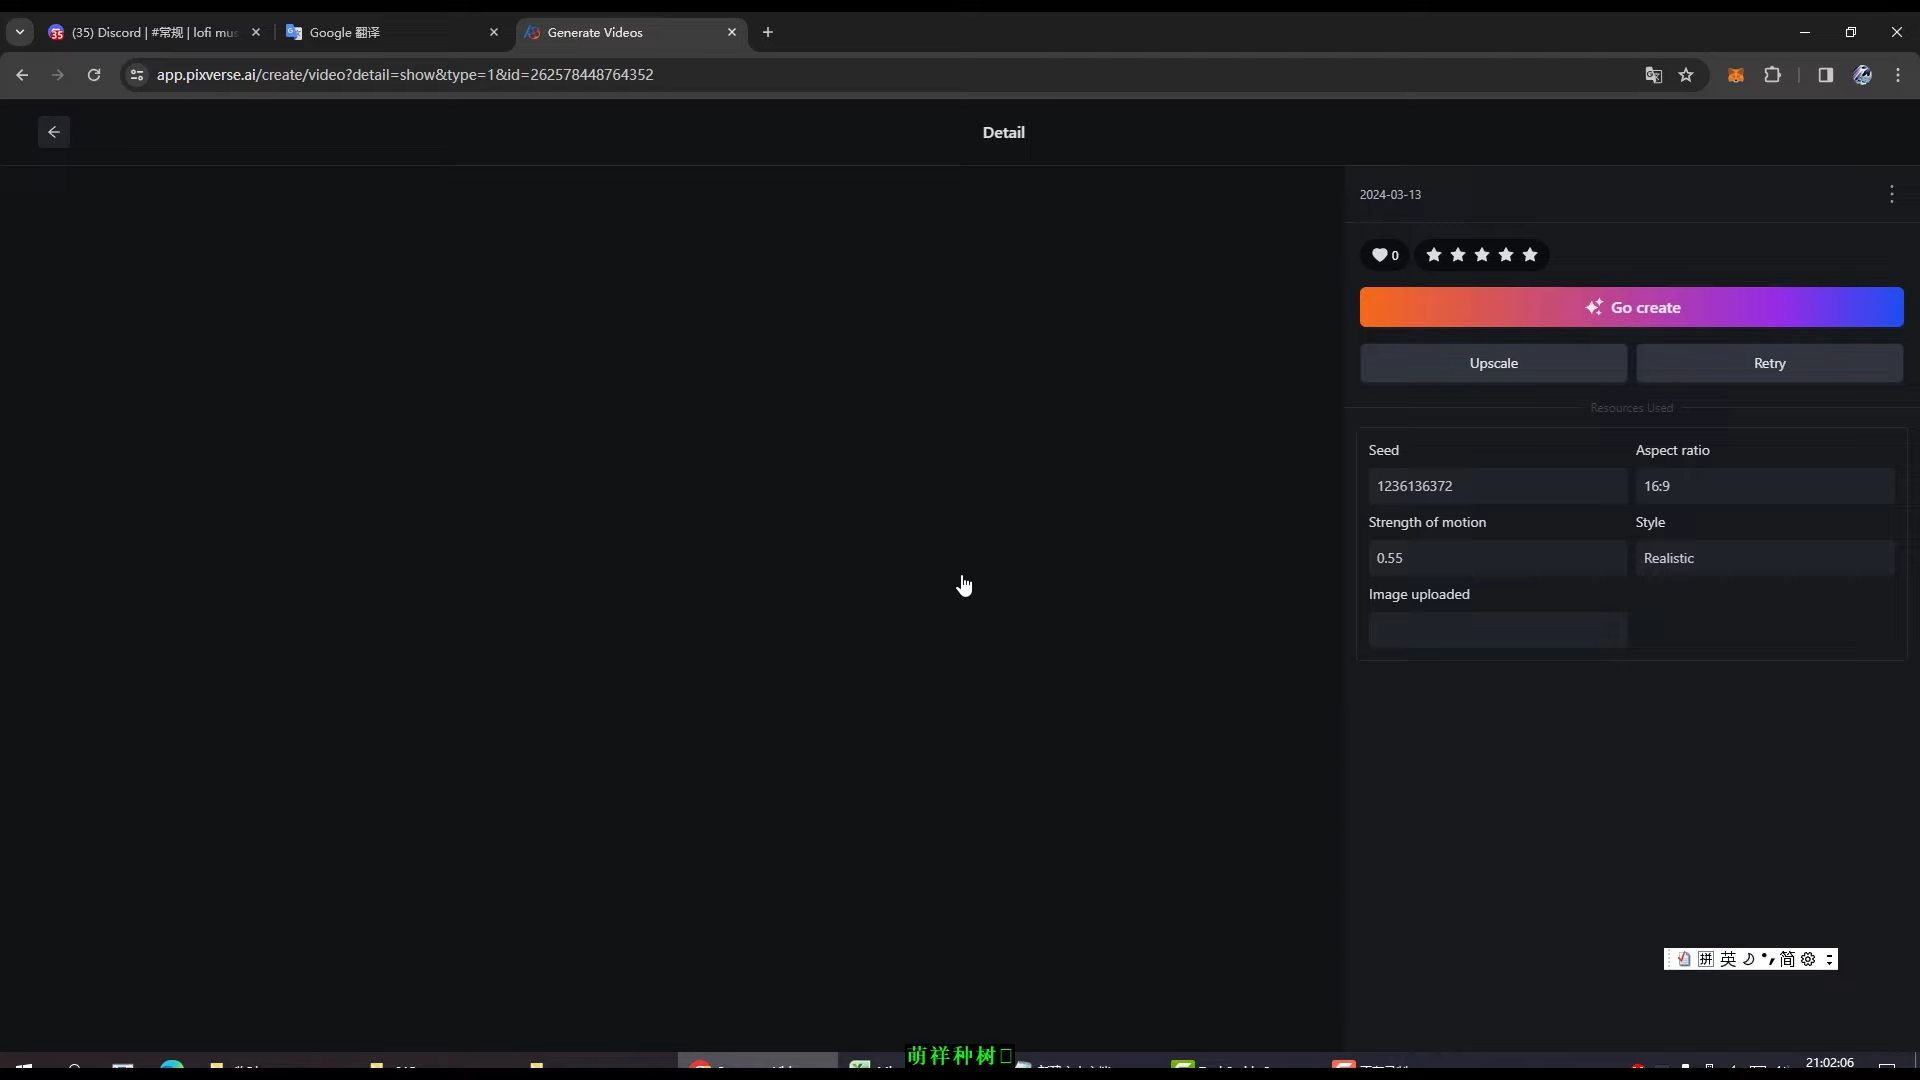 (35) Discord | #常规 | lofi mus
Google 翻译
Generate Videos
app.pixverse.ai/create/video?detail=show&type=1&id=262578448764352
Detail
2024-03-13
0
Go create
Upscale
Retry
Resources Used
Seed
Aspect ratio
1236136372
16:9
Strength of motion
Style
0.55
Realistic
Image uploaded
拼 英 简
萌祥种树
21:02:06